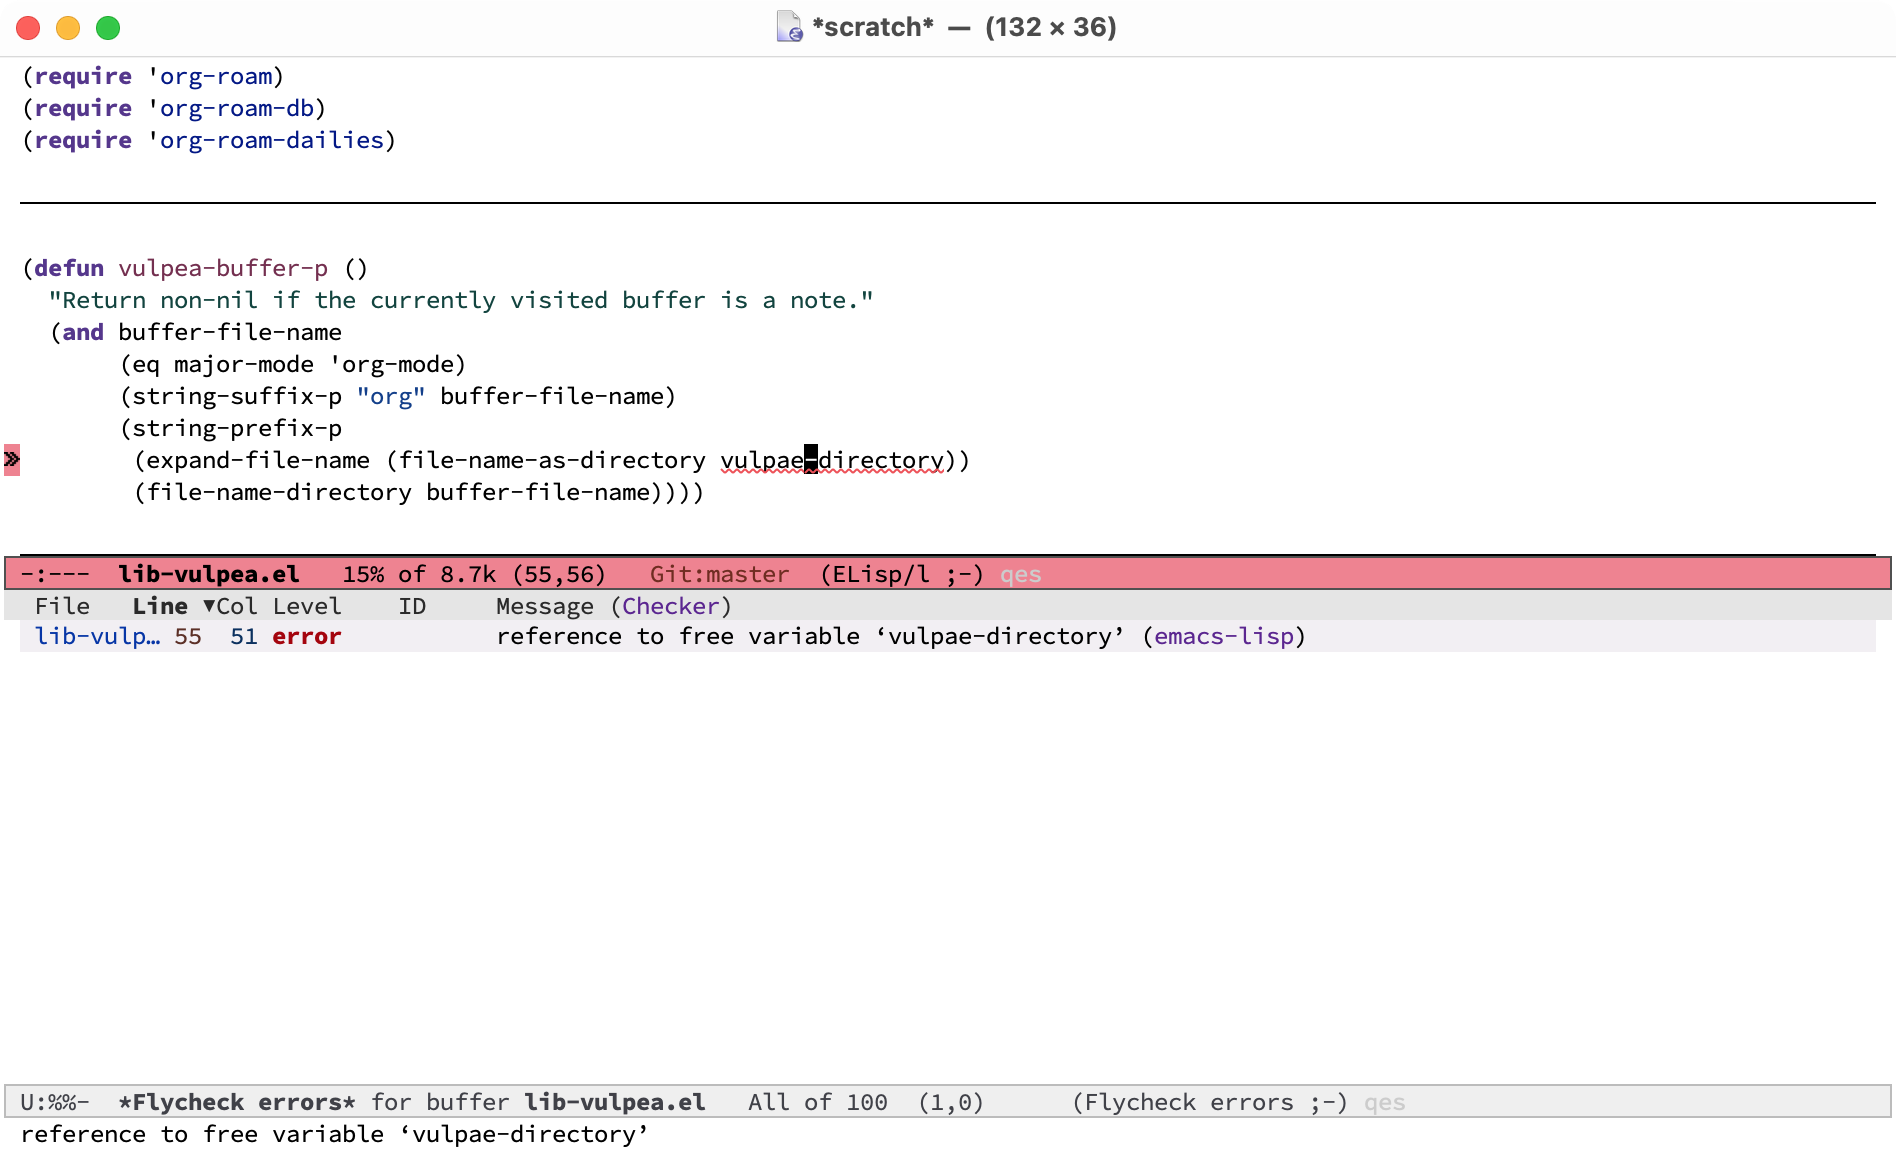 *scratch* — (132 × 36)
(require 'org-roam)
(require 'org-roam-db)
(require 'org-roam-dailies)
(defun vulpea-buffer-p ()
  "Return non-nil if the currently visited buffer is a note."
  (and buffer-file-name
       (eq major-mode 'org-mode)
       (string-suffix-p "org" buffer-file-name)
       (string-prefix-p
        (expand-file-name (file-name-as-directory vulpae-directory))
        (file-name-directory buffer-file-name))))
-:---  lib-vulpea.el   15% of 8.7k (55,56)   Git:master  (ELisp/l ;-) qes
File   Line ▼Col Level    ID     Message (Checker)
lib-vulp… 55  51 error           reference to free variable ‘vulpae-directory’ (emacs-lisp)
U:%%-  *Flycheck errors* for buffer lib-vulpea.el   All of 100  (1,0)      (Flycheck errors ;-) qes
reference to free variable ‘vulpae-directory’